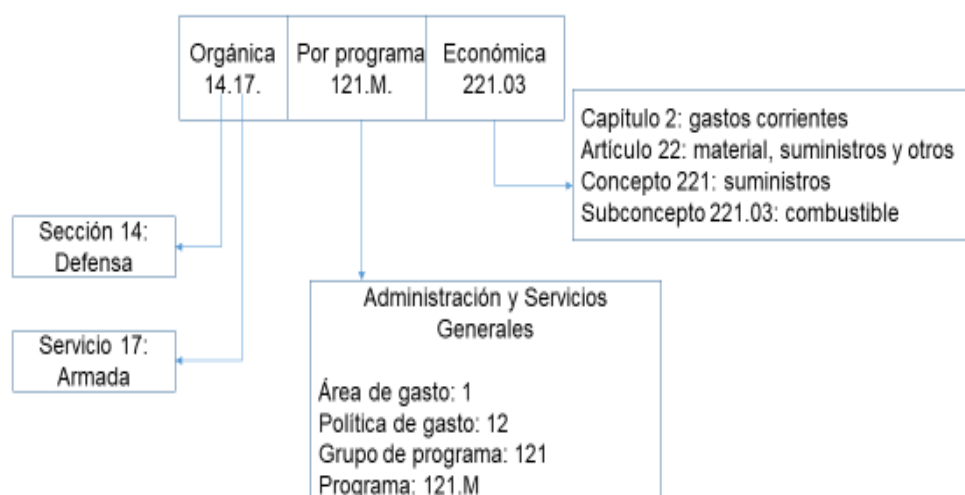 Orgánica
14.17.
Por programa
121.M.
Económica
221.03
Capítulo 2: gastos corrientes
Artículo 22: material, suministros y otros
Concepto 221: suministros
Subconcepto 221.03: combustible
Sección 14:
Defensa
Servicio 17:
Armada
Administración y Servicios
Generales
Área de gasto: 1
Política de gasto: 12
Grupo de programa: 121
Programa: 121.M